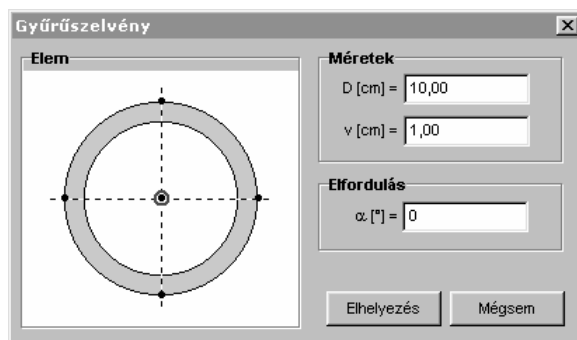 Gyűrűszelvény
Elem
Méretek
D [cm] = 10,00
v [cm] = 1,00
Elfordulás
α [°] = 0
Elhelyezés
Mégsem